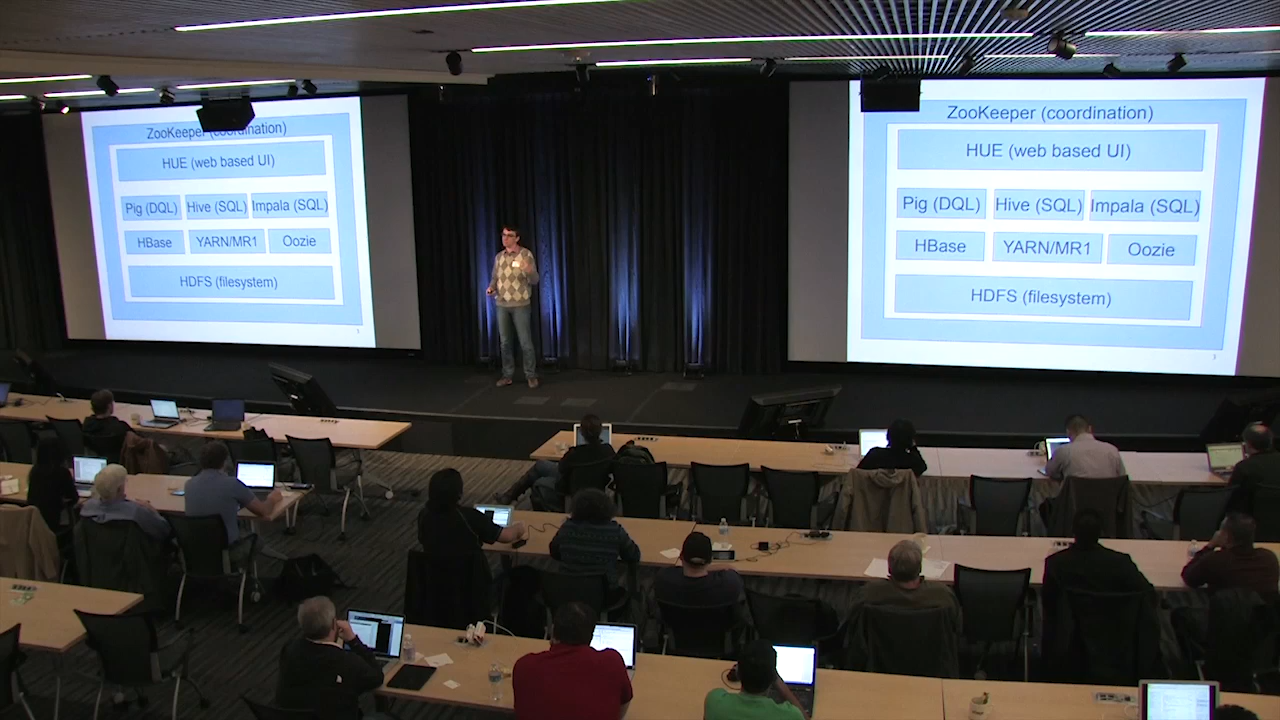 ZooKeeper (coordination)
HUE (web based UI)
Pig (DQL) Hive (SQL) Impala (SQL)
HBase YARN/MR1 Oozie
HDFS (filesystem)
ZooKeeper (coordination)
HUE (web based UI)
Pig (DQL) Hive (SQL) Impala (SQL)
HBase YARN/MR1 Oozie
HDFS (filesystem)
3